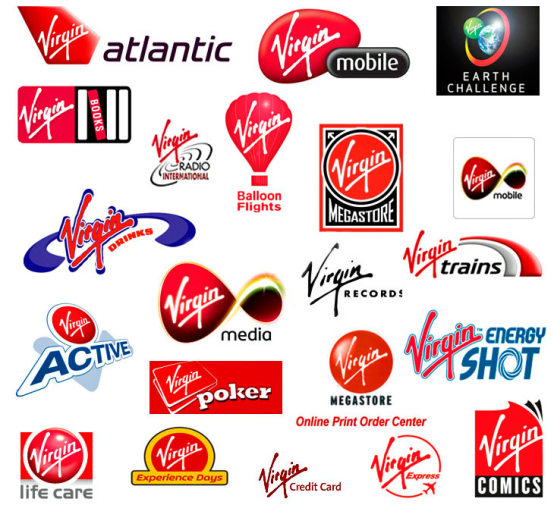 Virgin atlantic
Virgin mobile
Virgin
EARTH
CHALLENGE
Virgin BOOKS
Virgin
RADIO
INTERNATIONAL
Virgin
Balloon
Flights
Virgin
MEGASTORE
Virgin
mobile
Virgin
DRINKS
Virgin
RECORDS
Virgin trains
Virgin
media
Virgin
ACTIVE
Virgin
poker
Virgin
MEGASTORE
Virgin ENERGY
SHOT
Online Print Order Center
Virgin
life care
Virgin
Experience Days
Virgin
Credit Card
Virgin
Express
Virgin
COMICS